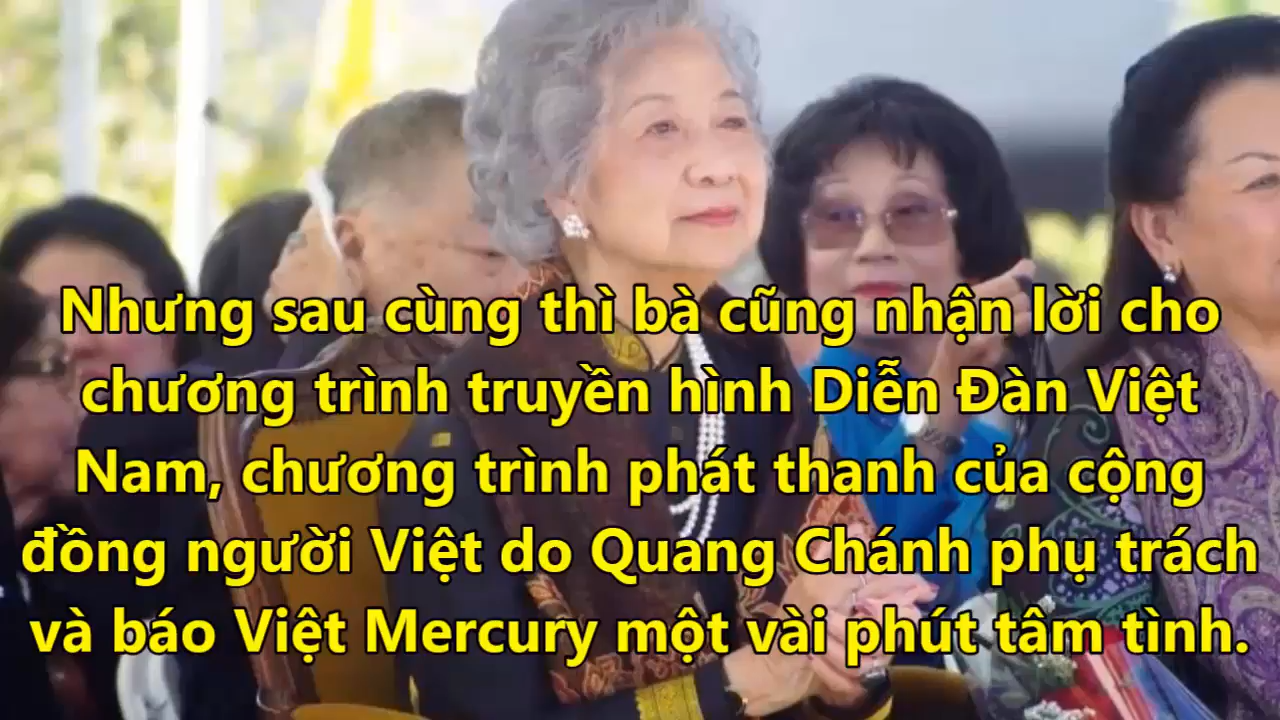 Nhưng sau cùng thì bà cũng nhận lời cho
chương trình truyền hình Diễn Đàn Việt
Nam, chương trình phát thanh của cộng
đồng người Việt do Quang Chánh phụ trách
và báo Việt Mercury một vài phút tâm tình.